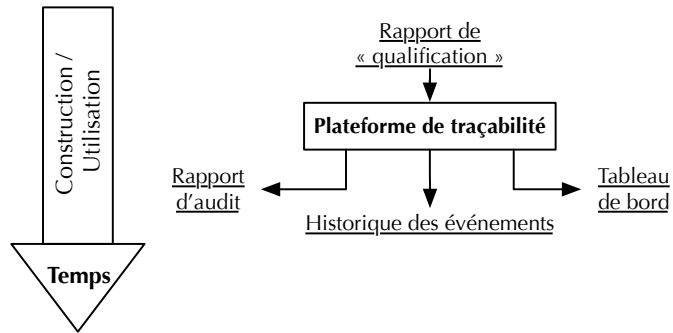 Construction /
Utilisation
Temps
Rapport de
« qualification »
Plateforme de traçabilité
Rapport
d’audit
Historique des événements
Tableau
de bord